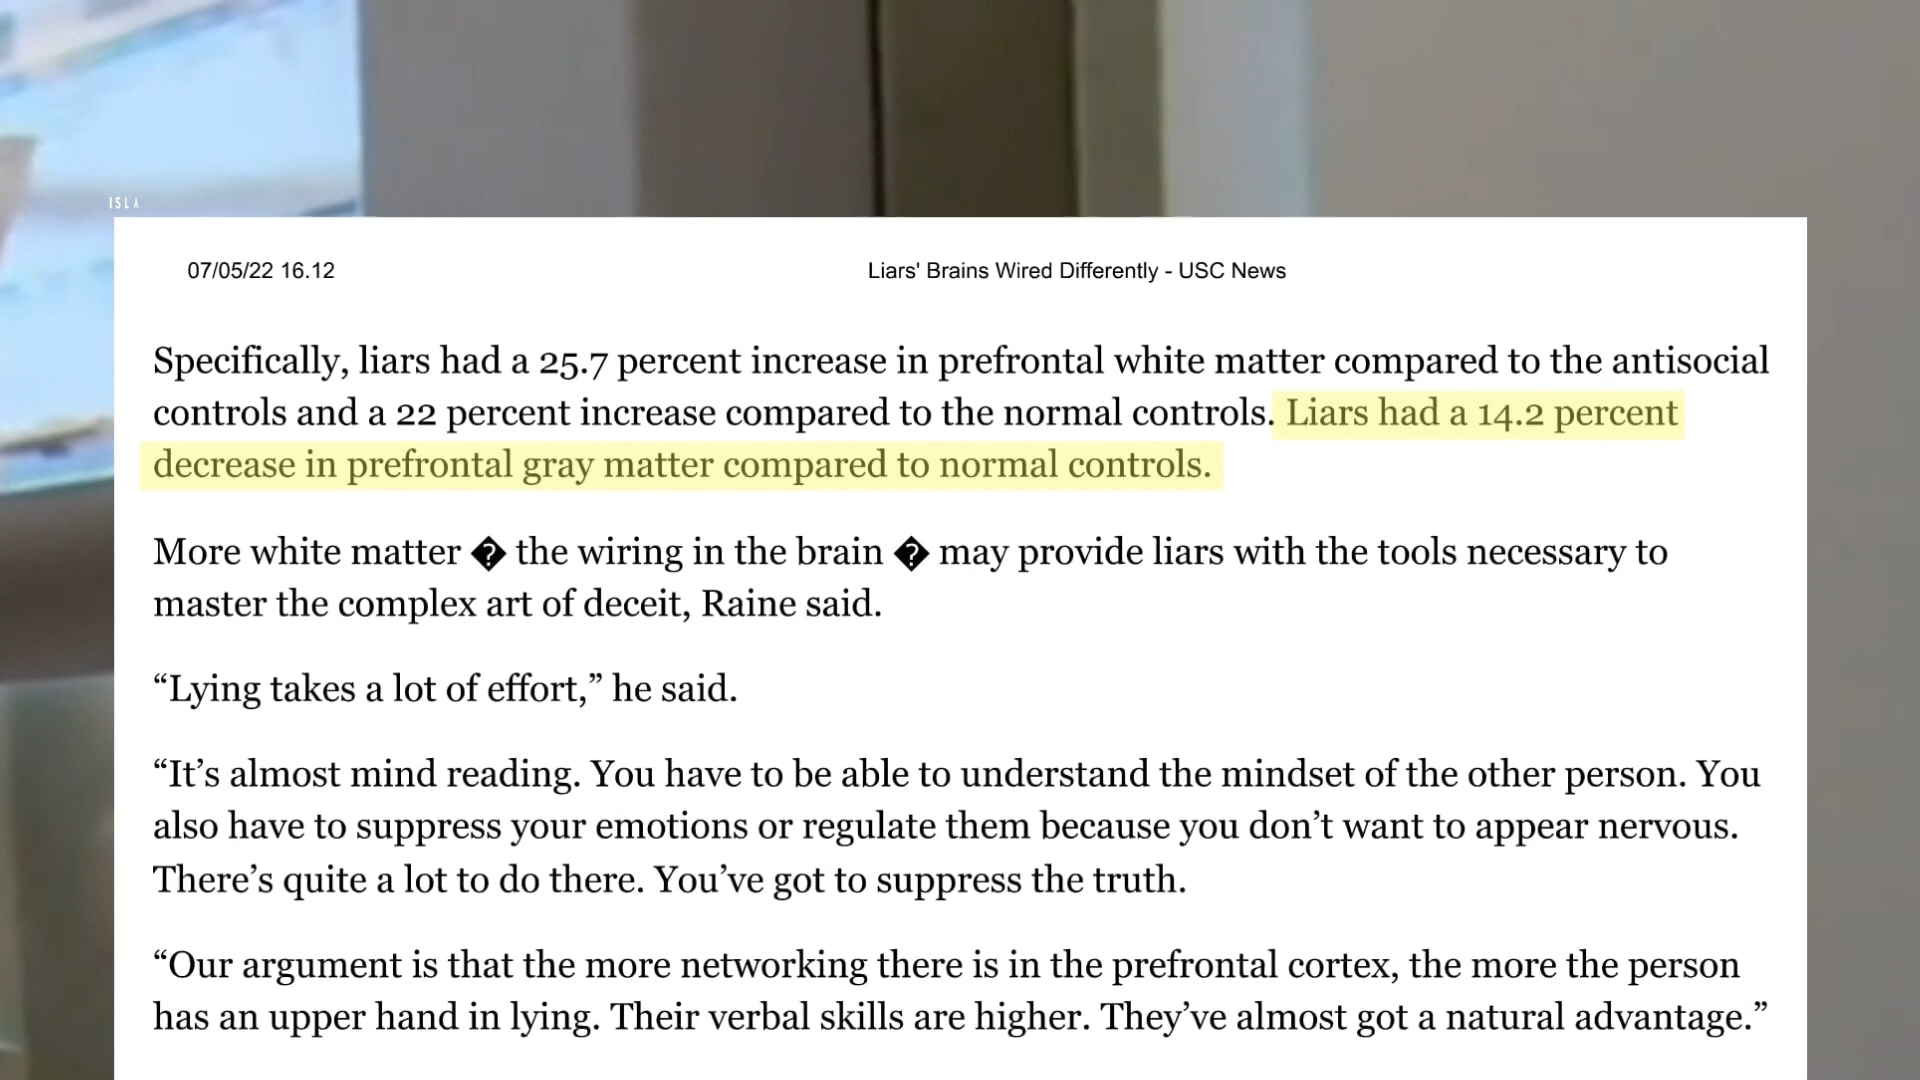 ISLA
07/05/22 16.12
Liars' Brains Wired Differently - USC News
Specifically, liars had a 25.7 percent increase in prefrontal white matter compared to the antisocial
controls and a 22 percent increase compared to the normal controls. Liars had a 14.2 percent
decrease in prefrontal gray matter compared to normal controls.
More white matter � the wiring in the brain � may provide liars with the tools necessary to
master the complex art of deceit, Raine said.
“Lying takes a lot of effort,” he said.
“It’s almost mind reading. You have to be able to understand the mindset of the other person. You
also have to suppress your emotions or regulate them because you don’t want to appear nervous.
There’s quite a lot to do there. You’ve got to suppress the truth.
“Our argument is that the more networking there is in the prefrontal cortex, the more the person
has an upper hand in lying. Their verbal skills are higher. They’ve almost got a natural advantage.”